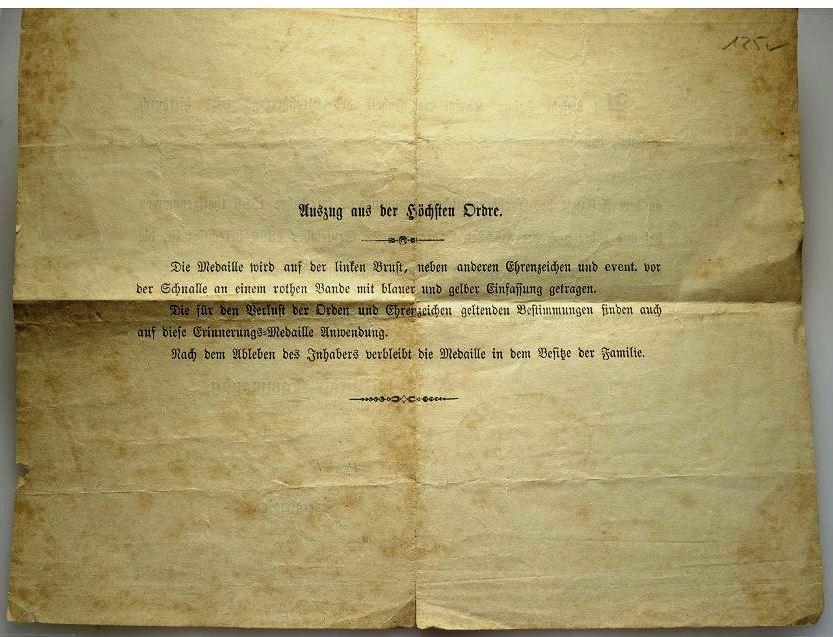 Auszug aus der Höchsten Ordre.
Die Medaille wird auf der linken Brust, neben anderen Ehrenzeichen und event. vor
der Schnalle an einem rothen Bande mit blauer und gelber Einfassung getragen.
Die für den Verlust der Orden und Ehrenzeichen geltenden Bestimmungen finden auch
auf diese Erinnerungs-Medaille Anwendung.
Nach dem Ableben des Inhabers verbleibt die Medaille in dem Besitze der Familie.